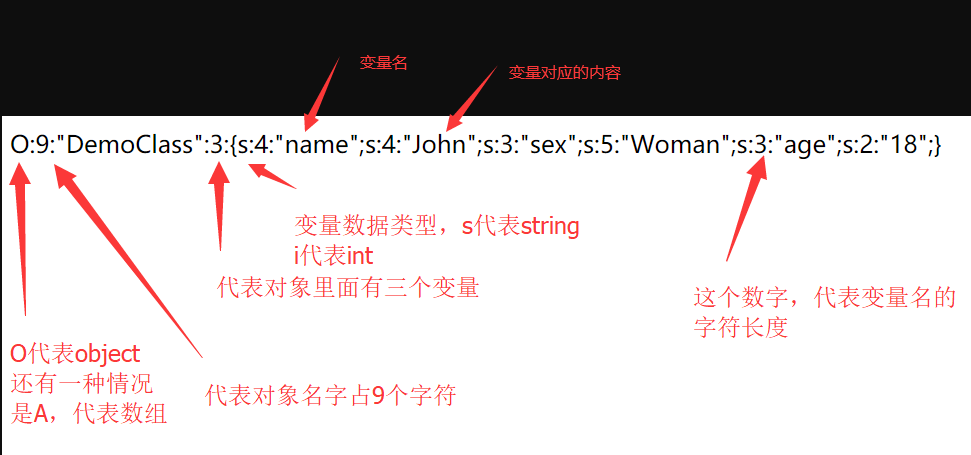 变量名
变量对应的内容
O:9:"DemoClass":3:{s:4:"name";s:4:"John";s:3:"sex";s:5:"Woman";s:3:"age";s:2:"18";}
变量数据类型，s代表string
i代表int
代表对象里面有三个变量
这个数字，代表变量名的
字符长度
O代表object
还有一种情况
是A，代表数组
代表对象名字占9个字符